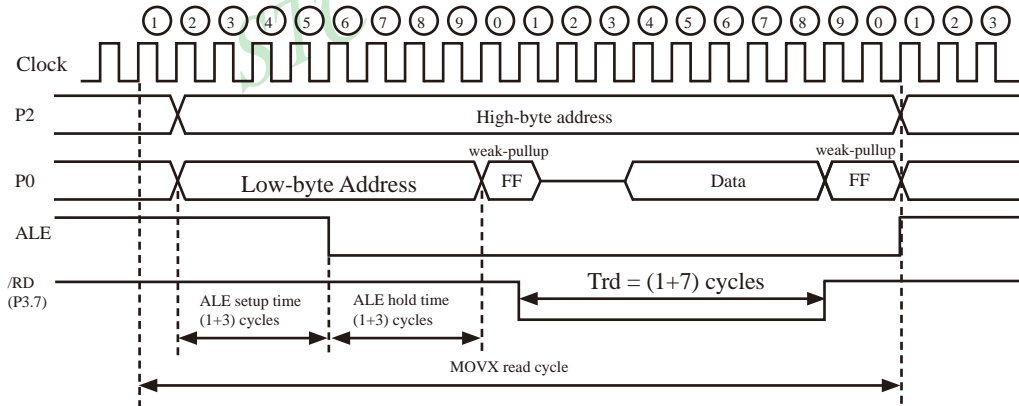 1 2 3 4 5 6 7 8 9 0 1 2 3 4 5 6 7 8 9 0 1 2 3
STC
Clock
P2
High-byte address
weak-pullup
weak-pullup
P0
Low-byte Address
FF
Data
FF
ALE
/RD
(P3.7)
Trd = (1+7) cycles
ALE setup time
(1+3) cycles
ALE hold time
(1+3) cycles
MOVX read cycle